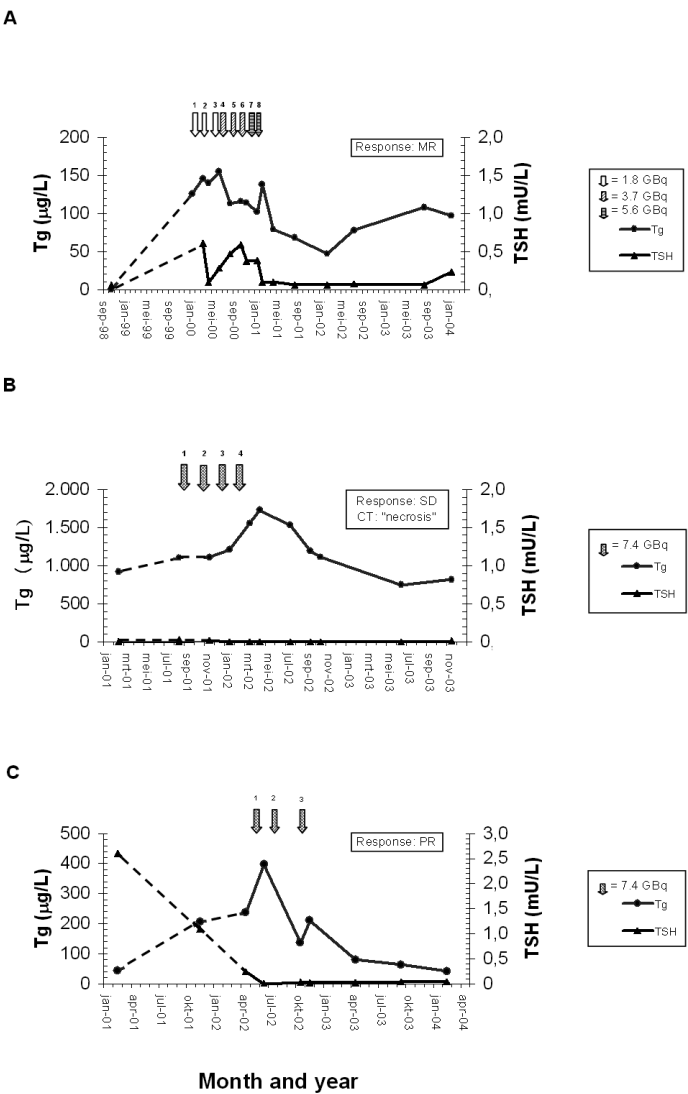 A
1 2 3 4 5 6 7 8
200 2,0
Response: MR
150 1,5
100 1,0
50 0,5
0 0,
Tg (µg/L)
TSH (mU/L)
= 1.8 GBq
= 3.7 GBq
= 5.6 GBq
Tg
TSH
sep-98 jan-99 mei-99 sep-99 jan-00 mei-00 sep-00 jan-01 mei-01 sep-01 jan-02 mei-02 sep-02 jan-03 mei-03 sep-03 jan-04
B
1 2 3 4
2.000 2,0
Response: SD
CT: "necrosis"
1.500 1,5
1.000 1,0
500 0,5
0 0
Tg ( µg/L)
TSH (mU/L)
= 7.4 GBq
Tg
TSH
jan-01 mrt-01 mei-01 jul-01 sep-01 nov-01 jan-02 mrt-02 mei-02 jul-02 sep-02 nov-02 jan-03 mrt-03 mei-03 jul-03 sep-03 nov-03
C
1 2 3
500 3,0
Response: PR
400 2,5
300 2,0
200 1,5
100 1,0
0 0,5
0
Tg (µg/L)
TSH (mU/L)
= 7.4 GBq
Tg
TSH
jan-01 apr-01 jul-01 okt-01 jan-02 apr-02 jul-02 okt-02 jan-03 apr-03 jul-03 okt-03 jan-04 apr-04
Month and year